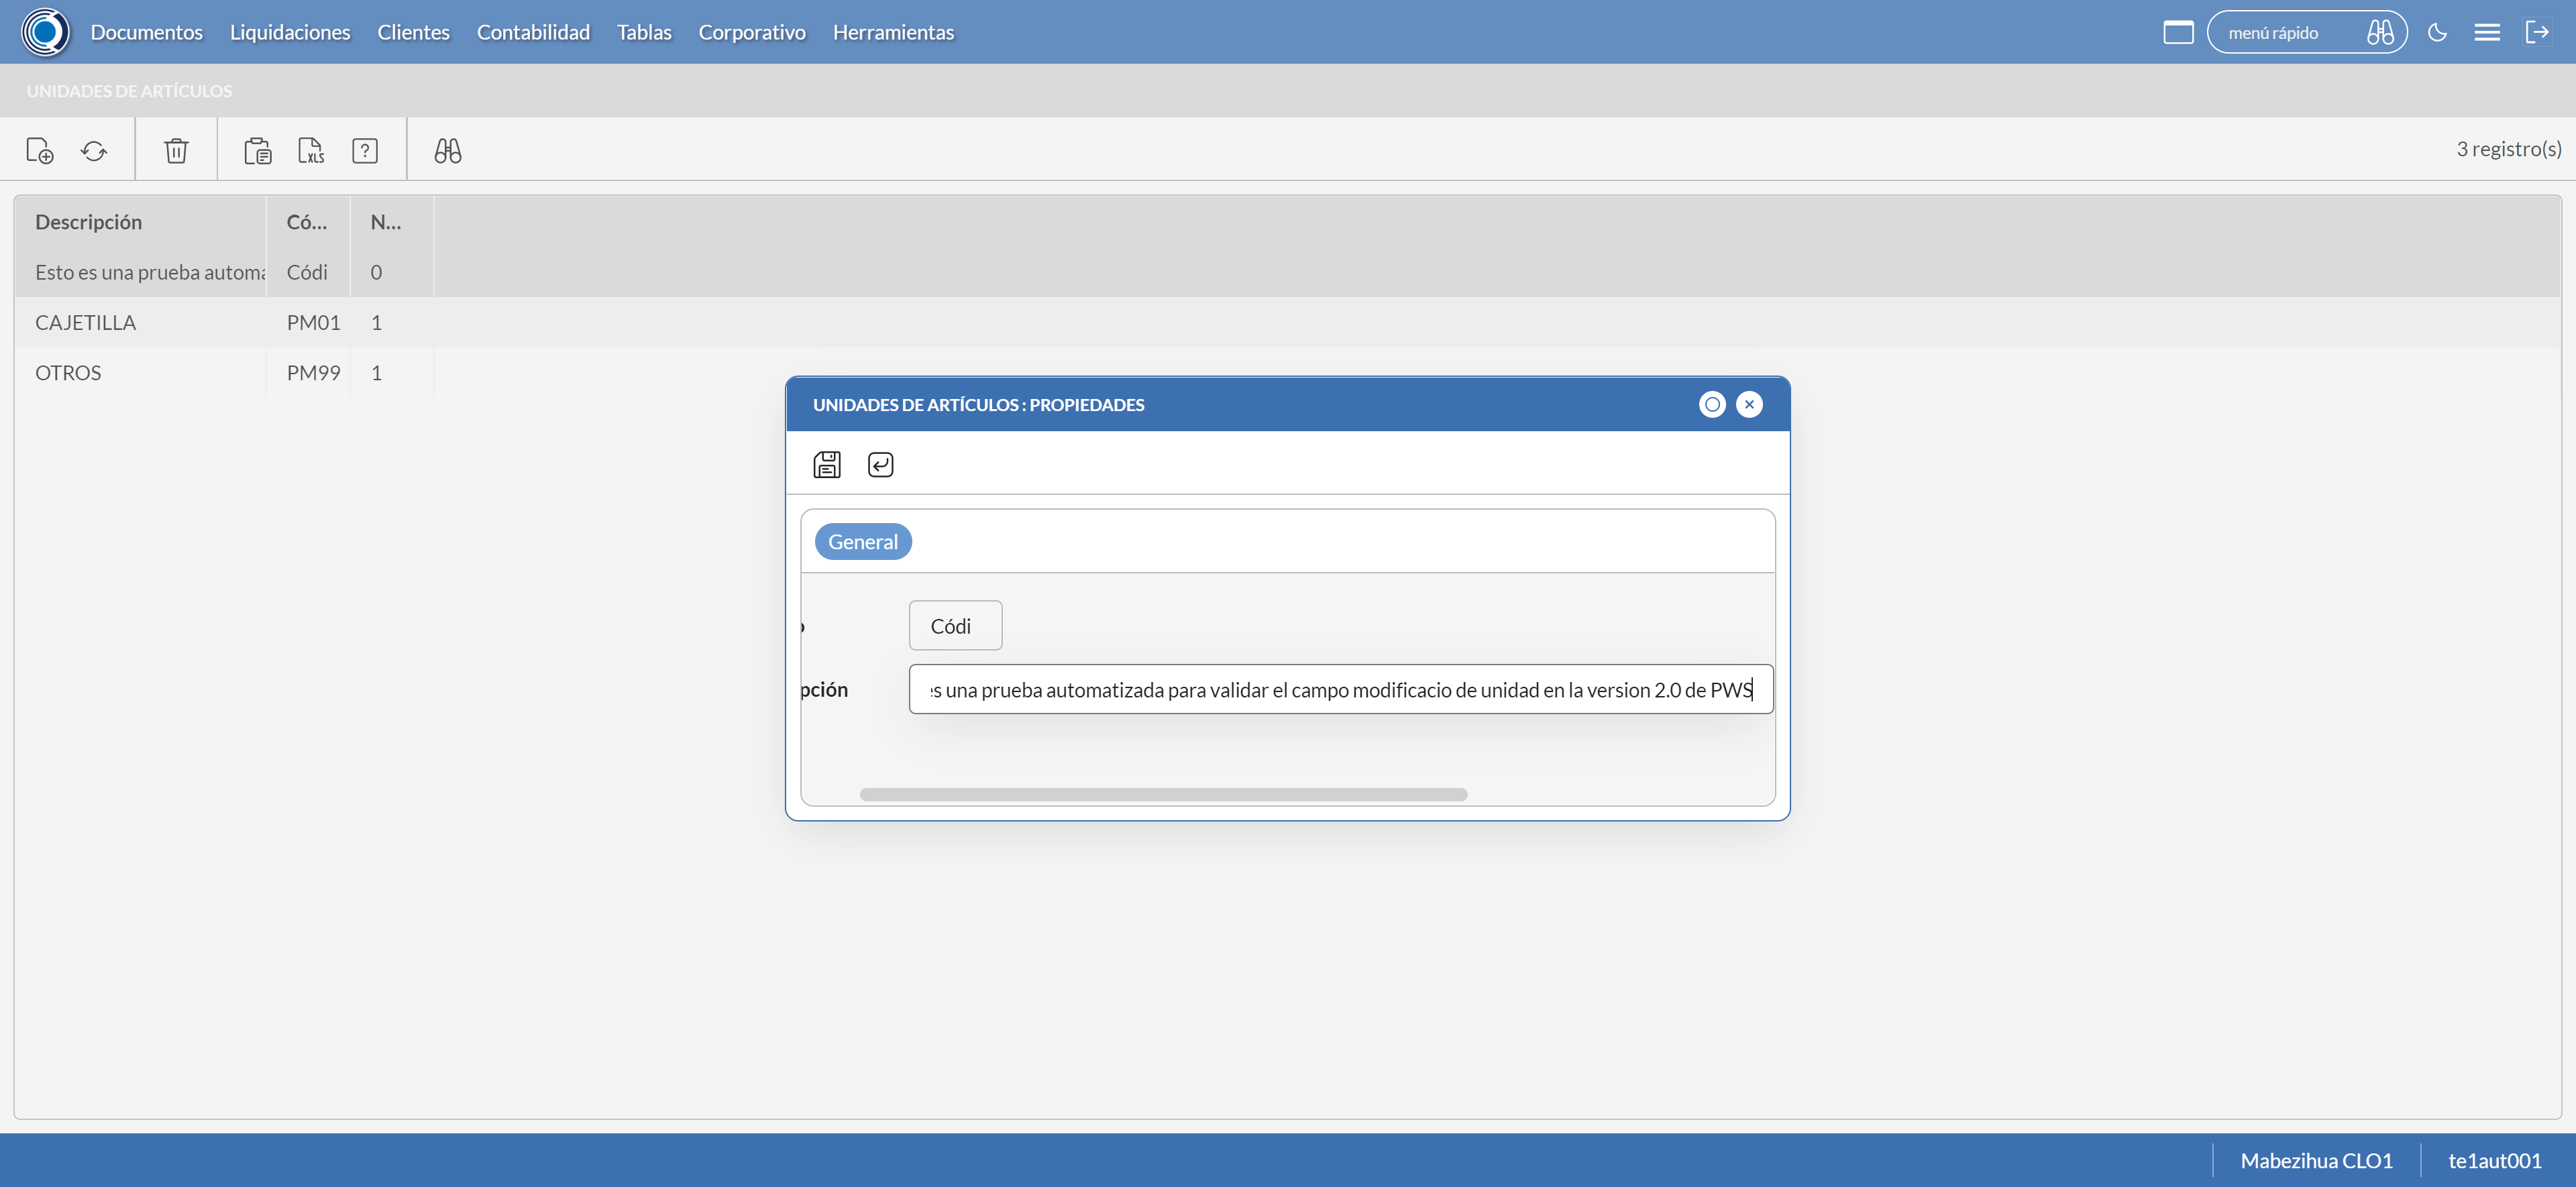 Documentos Liquidaciones Clientes Contabilidad Tablas Corporativo Herramientas menú rápido
UNIDADES DE ARTÍCULOS
XLS ? 3 registro(s)
Descripción Có... N...
Esto es una prueba automa Códi 0
CAJETILLA PM01 1
OTROS PM99 1
UNIDADES DE ARTÍCULOS : PROPIEDADES
General
Códi
pción es una prueba automatizada para validar el campo modificacio de unidad en la version 2.0 de PWS
Mabezihua CLO1 te1aut001